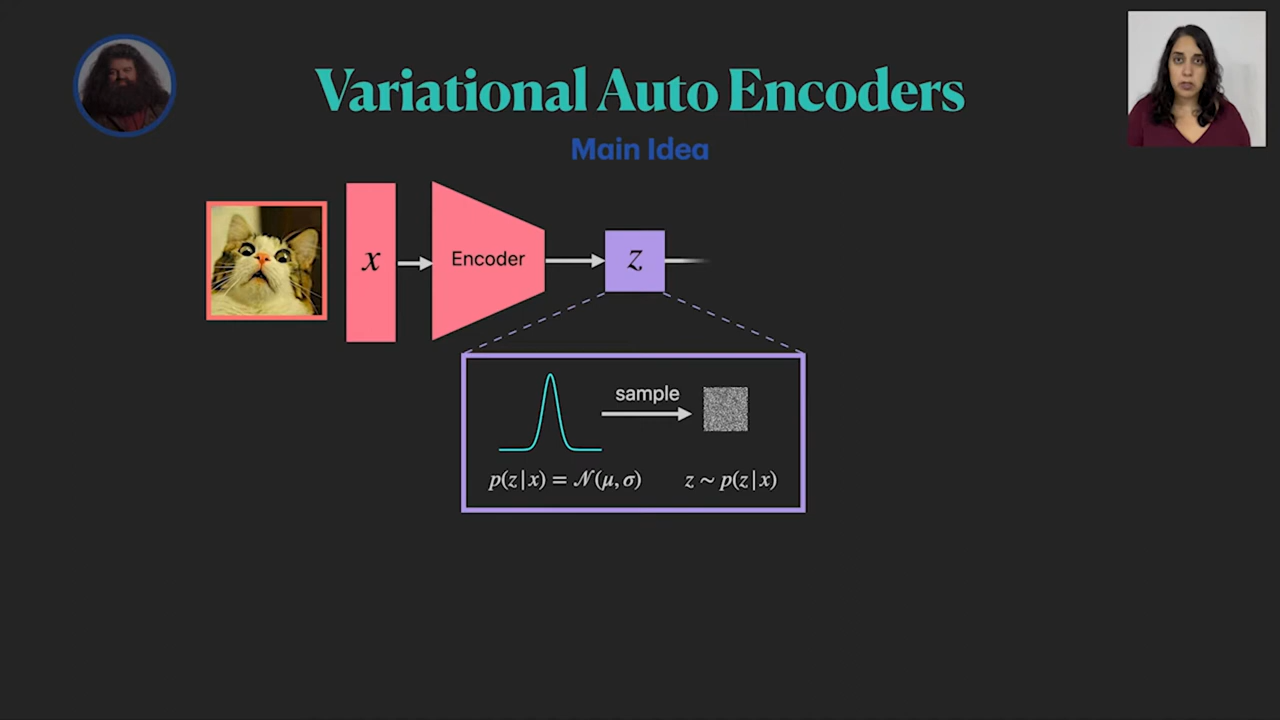 Variational Auto Encoders
Main Idea
x
Encoder
z
sample
p(z|x) = 𝒩(μ, σ)
z ~ p(z|x)